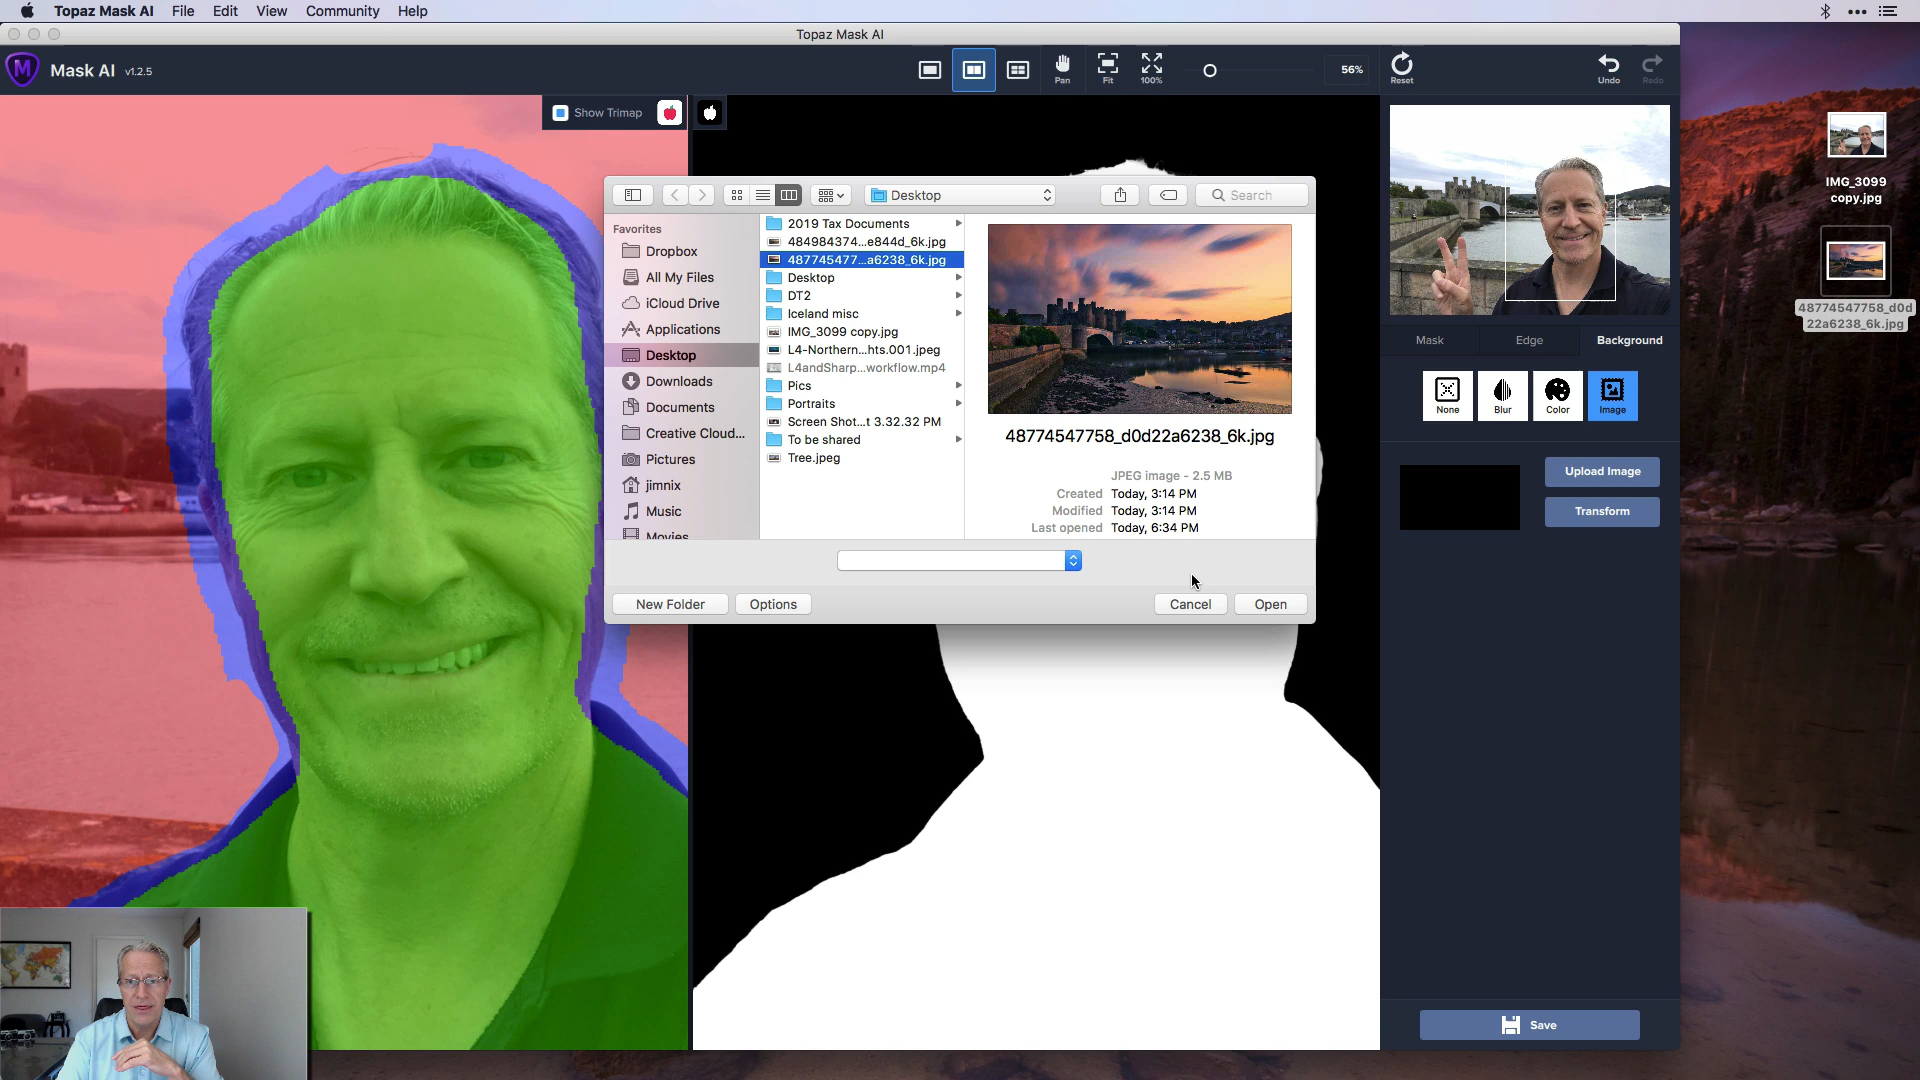 Topaz Mask AI File Edit View Community Help
Topaz Mask AI
Mask AI v1.2.5
Pan
Fit
100%
56%
Reset
Undo
Redo
Show Trimap
Desktop
Search
Favorites
Dropbox
All My Files
iCloud Drive
Applications
Desktop
Downloads
Documents
Creative Cloud...
Pictures
jimnix
Music
Movies
2019 Tax Documents
484984374...e844d_6k.jpg
487745477...a6238_6k.jpg
Desktop
DT2
Iceland misc
IMG_3099 copy.jpg
L4-Northern...hts.001.jpeg
L4andSharp...workflow.mp4
Pics
Portraits
Screen Shot...t 3.32.32 PM
To be shared
Tree.jpeg
48774547758_d0d22a6238_6k.jpg
JPEG image - 2.5 MB
Created Today, 3:14 PM
Modified Today, 3:14 PM
Last opened Today, 6:34 PM
New Folder
Options
Cancel
Open
Mask
Edge
Background
None
Blur
Color
Image
Upload Image
Transform
Save
IMG_3099
copy.jpg
48774547758_d0d
22a6238_6k.jpg